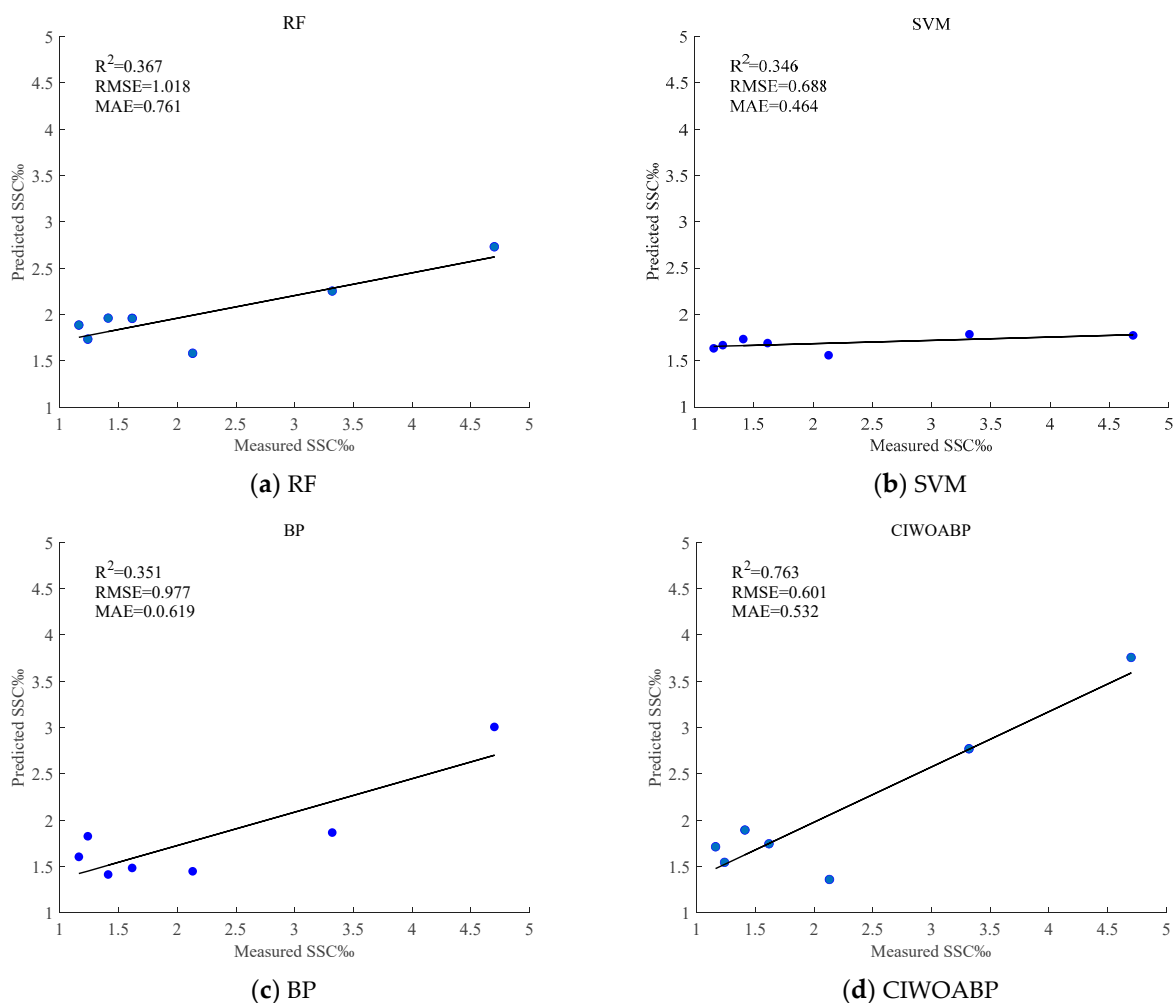 RF
R²=0.367
RMSE=1.018
MAE=0.761
5
4.5
4
3.5
3
2.5
2
1.5
1
Predicted SSC‰
1 1.5 2 2.5 3 3.5 4 4.5 5
Measured SSC‰
(a) RF
SVM
R²=0.346
RMSE=0.688
MAE=0.464
5
4.5
4
3.5
3
2.5
2
1.5
1
Predicted SSC‰
1 1.5 2 2.5 3 3.5 4 4.5 5
Measured SSC‰
(b) SVM
BP
R²=0.351
RMSE=0.977
MAE=0.0.619
5
4.5
4
3.5
3
2.5
2
1.5
1
Predicted SSC‰
1 1.5 2 2.5 3 3.5 4 4.5 5
Measured SSC‰
(c) BP
CIWOABP
R²=0.763
RMSE=0.601
MAE=0.532
5
4.5
4
3.5
3
2.5
2
1.5
1
Predicted SSC‰
1 1.5 2 2.5 3 3.5 4 4.5 5
Measured SSC‰
(d) CIWOABP